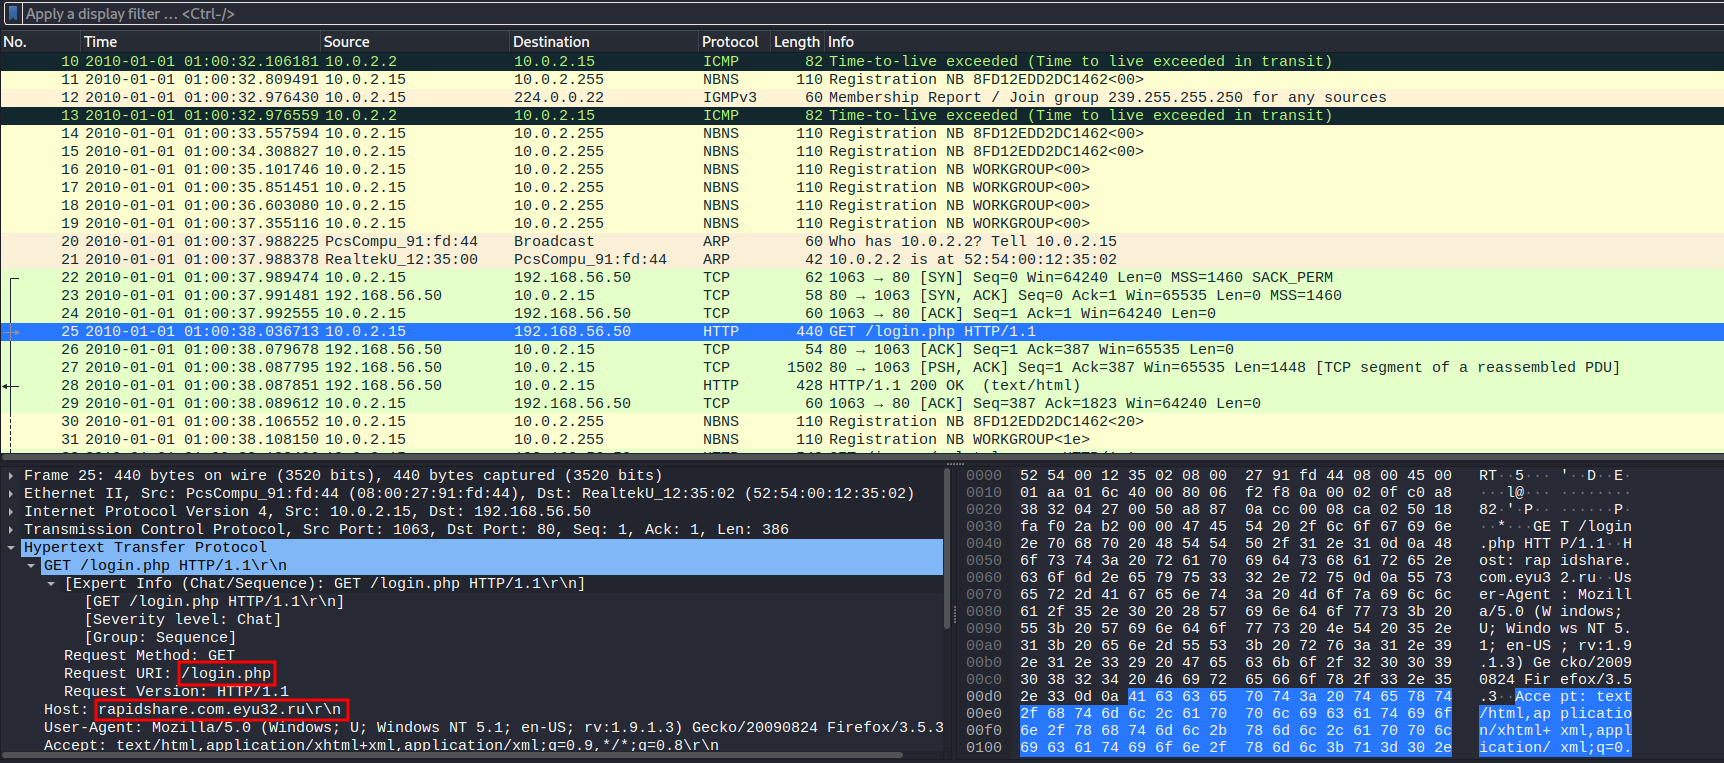 Apply a display filter … <Ctrl-/>
No. Time Source Destination Protocol Length Info
10 2010-01-01 01:00:32.106181 10.0.2.2 10.0.2.15 ICMP 82 Time-to-live exceeded (Time to live exceeded in transit)
11 2010-01-01 01:00:32.809491 10.0.2.15 10.0.2.255 NBNS 110 Registration NB 8FD12EDD2DC1462<00>
12 2010-01-01 01:00:32.976430 10.0.2.15 224.0.0.22 IGMPv3 60 Membership Report / Join group 239.255.255.250 for any sources
13 2010-01-01 01:00:32.976559 10.0.2.2 10.0.2.15 ICMP 82 Time-to-live exceeded (Time to live exceeded in transit)
14 2010-01-01 01:00:33.557594 10.0.2.15 10.0.2.255 NBNS 110 Registration NB 8FD12EDD2DC1462<00>
15 2010-01-01 01:00:34.308827 10.0.2.15 10.0.2.255 NBNS 110 Registration NB 8FD12EDD2DC1462<00>
16 2010-01-01 01:00:35.101746 10.0.2.15 10.0.2.255 NBNS 110 Registration NB WORKGROUP<00>
17 2010-01-01 01:00:35.851451 10.0.2.15 10.0.2.255 NBNS 110 Registration NB WORKGROUP<00>
18 2010-01-01 01:00:36.603080 10.0.2.15 10.0.2.255 NBNS 110 Registration NB WORKGROUP<00>
19 2010-01-01 01:00:37.355116 10.0.2.15 10.0.2.255 NBNS 110 Registration NB WORKGROUP<00>
20 2010-01-01 01:00:37.988225 PcsCompu_91:fd:44 Broadcast ARP 60 Who has 10.0.2.2? Tell 10.0.2.15
21 2010-01-01 01:00:37.988378 RealtekU_12:35:00 PcsCompu_91:fd:44 ARP 42 10.0.2.2 is at 52:54:00:12:35:02
22 2010-01-01 01:00:37.989474 10.0.2.15 192.168.56.50 TCP 62 1063 → 80 [SYN] Seq=0 Win=64240 Len=0 MSS=1460 SACK_PERM
23 2010-01-01 01:00:37.991481 192.168.56.50 10.0.2.15 TCP 58 80 → 1063 [SYN, ACK] Seq=0 Ack=1 Win=65535 Len=0 MSS=1460
24 2010-01-01 01:00:37.992555 10.0.2.15 192.168.56.50 TCP 60 1063 → 80 [ACK] Seq=1 Ack=1 Win=64240 Len=0
25 2010-01-01 01:00:38.036713 10.0.2.15 192.168.56.50 HTTP 440 GET /login.php HTTP/1.1
26 2010-01-01 01:00:38.079678 192.168.56.50 10.0.2.15 TCP 54 80 → 1063 [ACK] Seq=1 Ack=387 Win=65535 Len=0
27 2010-01-01 01:00:38.087795 192.168.56.50 10.0.2.15 TCP 1502 80 → 1063 [PSH, ACK] Seq=1 Ack=387 Win=65535 Len=1448 [TCP segment of a reassembled PDU]
28 2010-01-01 01:00:38.087851 192.168.56.50 10.0.2.15 HTTP 428 HTTP/1.1 200 OK  (text/html)
29 2010-01-01 01:00:38.089612 10.0.2.15 192.168.56.50 TCP 60 1063 → 80 [ACK] Seq=387 Ack=1823 Win=64240 Len=0
30 2010-01-01 01:00:38.106552 10.0.2.15 10.0.2.255 NBNS 110 Registration NB 8FD12EDD2DC1462<20>
31 2010-01-01 01:00:38.108150 10.0.2.15 10.0.2.255 NBNS 110 Registration NB WORKGROUP<1e>
Frame 25: 440 bytes on wire (3520 bits), 440 bytes captured (3520 bits)
Ethernet II, Src: PcsCompu_91:fd:44 (08:00:27:91:fd:44), Dst: RealtekU_12:35:02 (52:54:00:12:35:02)
Internet Protocol Version 4, Src: 10.0.2.15, Dst: 192.168.56.50
Transmission Control Protocol, Src Port: 1063, Dst Port: 80, Seq: 1, Ack: 1, Len: 386
Hypertext Transfer Protocol
GET /login.php HTTP/1.1\r\n
[Expert Info (Chat/Sequence): GET /login.php HTTP/1.1\r\n]
[GET /login.php HTTP/1.1\r\n]
[Severity level: Chat]
[Group: Sequence]
Request Method: GET
Request URI: /login.php
Request Version: HTTP/1.1
Host: rapidshare.com.eyu32.ru\r\n
User-Agent: Mozilla/5.0 (Windows; U; Windows NT 5.1; en-US; rv:1.9.1.3) Gecko/20090824 Firefox/3.5.3
Accept: text/html,application/xhtml+xml,application/xml;q=0.9,*/*;q=0.8\r\n
0000 52 54 00 12 35 02 08 00 27 91 fd 44 08 00 45 00 RT··5··· '··D··E·
0010 01 aa 01 6c 40 00 80 06 f2 f8 0a 00 02 0f c0 a8 ···l@··· ········
0020 38 32 04 27 00 50 a8 87 0a cc 00 08 ca 02 50 18 82·'·P·· ······P·
0030 fa f0 2a b2 00 00 47 45 54 20 2f 6c 6f 67 69 6e ··*···GE T /login
0040 2e 70 68 70 20 48 54 54 50 2f 31 2e 31 0d 0a 48 .php HTT P/1.1··H
0050 6f 73 74 3a 20 72 61 70 69 64 73 68 61 72 65 2e ost: rap idshare.
0060 63 6f 6d 2e 65 79 75 33 32 2e 72 75 0d 0a 55 73 com.eyu3 2.ru··Us
0070 65 72 2d 41 67 65 6e 74 3a 20 4d 6f 7a 69 6c 6c er-Agent : Mozill
0080 61 2f 35 2e 30 20 28 57 69 6e 64 6f 77 73 3b 20 a/5.0 (W indows;
0090 55 3b 20 57 69 6e 64 6f 77 73 20 4e 54 20 35 2e U; Windo ws NT 5.
00a0 31 3b 20 65 6e 2d 55 53 3b 20 72 76 3a 31 2e 39 1; en-US ; rv:1.9
00b0 2e 31 2e 33 29 20 47 65 63 6b 6f 2f 32 30 30 39 .1.3) Ge cko/2009
00c0 30 38 32 34 20 46 69 72 65 66 6f 78 2f 33 2e 35 0824 Fir efox/3.5
00d0 2e 33 0d 0a 41 63 63 65 70 74 3a 20 74 65 78 74 .3··Acce pt: text
00e0 2f 68 74 6d 6c 2c 61 70 70 6c 69 63 61 74 69 6f /html,ap plicatio
00f0 6e 2f 78 68 74 6d 6c 2b 78 6d 6c 2c 61 70 70 6c n/xhtml+ xml,appl
0100 69 63 61 74 69 6f 6e 2f 78 6d 6c 3b 71 3d 30 2e ication/ xml;q=0.